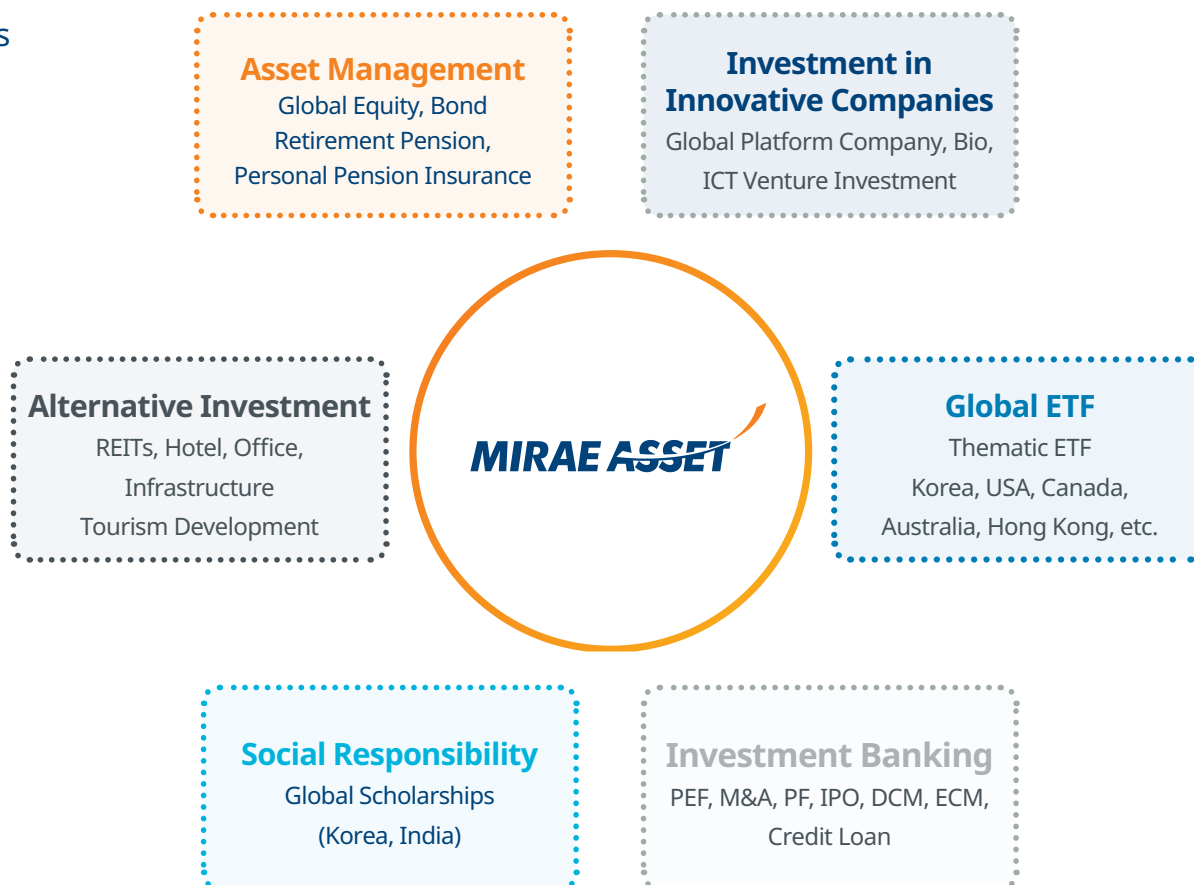 s
Asset Management
Global Equity, Bond
Retirement Pension,
Personal Pension Insurance
Investment in
Innovative Companies
Global Platform Company, Bio,
ICT Venture Investment
Alternative Investment
REITs, Hotel, Office,
Infrastructure
Tourism Development
MIRAE ASSET
Global ETF
Thematic ETF
Korea, USA, Canada,
Australia, Hong Kong, etc.
Social Responsibility
Global Scholarships
(Korea, India)
Investment Banking
PEF, M&A, PF, IPO, DCM, ECM,
Credit Loan